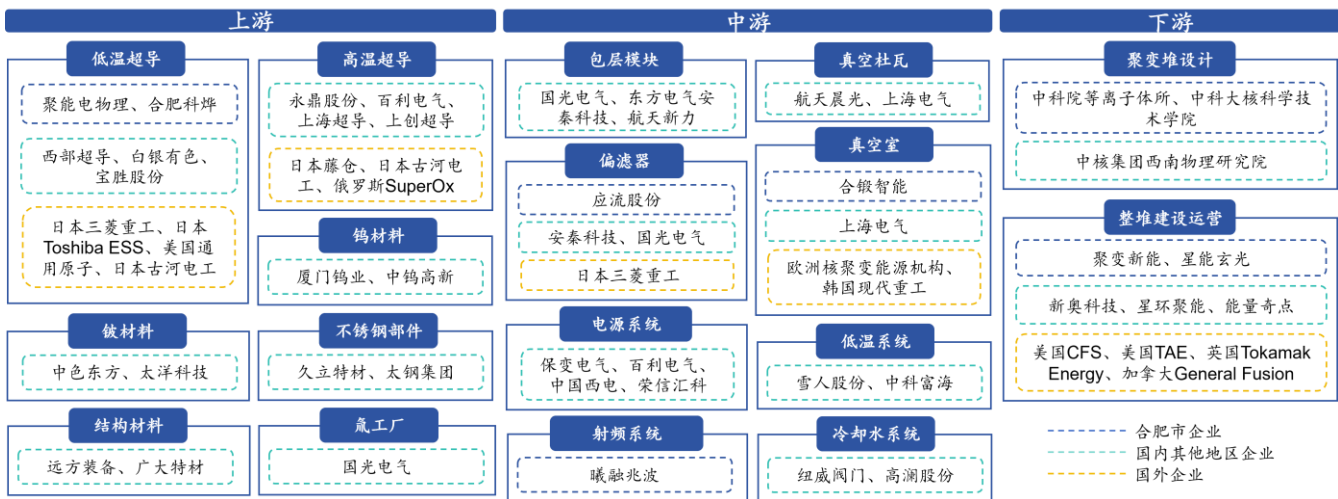 上游
低温超导
聚能电物理、合肥科烨
西部超导、白银有色、
宝胜股份
日本三菱重工、日本
Toshiba ESS、美国通
用原子、日本古河电工
高温超导
永鼎股份、百利电气、
上海超导、上创超导
日本藤仓、日本古河电
工、俄罗斯SuperOx
钨材料
厦门钨业、中钨高新
铍材料
中色东方、太洋科技
不锈钢部件
久立特材、太钢集团
结构材料
远方装备、广大特材
氚工厂
国光电气
中游
包层模块
国光电气、东方电气安
秦科技、航天新力
真空杜瓦
航天晨光、上海电气
偏滤器
应流股份
安秦科技、国光电气
日本三菱重工
真空室
合锻智能
上海电气
欧洲核聚变能源机构、
韩国现代重工
电源系统
保变电气、百利电气、
中国西电、荣信汇科
低温系统
雪人股份、中科富海
射频系统
曦融兆波
冷却水系统
纽威阀门、高澜股份
下游
聚变堆设计
中科院等离子体所、中科大核科学技
术学院
中核集团西南物理研究院
整堆建设运营
聚变新能、星能玄光
新奥科技、星环聚能、能量奇点
美国CFS、美国TAE、英国Tokamak
Energy、加拿大General Fusion
合肥市企业
国内其他地区企业
国外企业